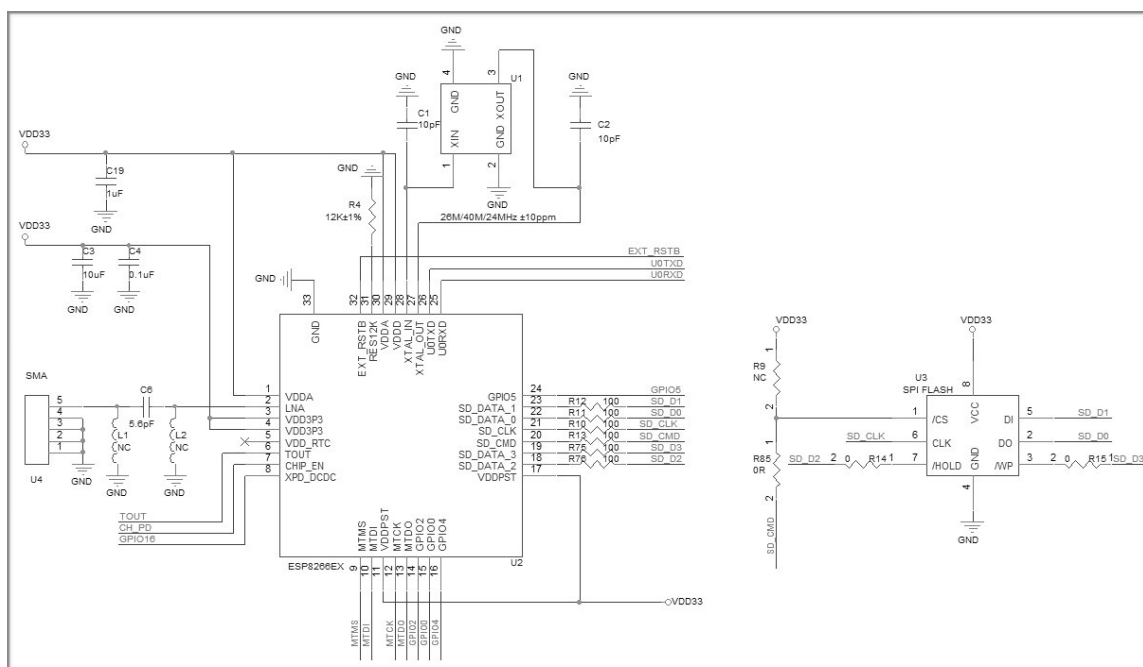 GND
4
3
U1
GND
GND
GND
XOUT
C1
10pF
C2
10pF
XIN
GND
VDD33
1
2
GND
GND
C19
1uF
R4
12K±1%
26M/40M/24MHz ±10ppm
GND
VDD33
EXT_RSTB
U0TXD
U0RXD
C3
10uF
C4
0.1uF
GND
GND
GND
33
32
31
30
29
28
27
26
25
GND
EXT_RSTB
RES12K
VDDA
VDDD
XTAL_IN
XTAL_OUT
U0TXD
U0RXD
SMA
5
4
3
2
1
U4
C6
5.6pF
L1
NC
L2
NC
GND
GND
GND
1 VDDA
2 LNA
3 VDD3P3
4 VDD3P3
5 VDD_RTC
6 TOUT
7 CHIP_EN
8 XPD_DCDC
TOUT
CH_PD
GPIO16
GPIO5 24 GPIO5
SD_DATA_1 23 R12 100 SD_D1
SD_DATA_0 22 R11 100 SD_D0
SD_CLK 21 R10 100 SD_CLK
SD_CMD 20 R13 100 SD_CMD
SD_DATA_3 19 R75 100 SD_D3
SD_DATA_2 18 R76 100 SD_D2
VDDPST 17
MTMS
MTDI
VDDPST
MTCK
MTDO
GPIO2
GPIO0
GPIO4
ESP8266EX
U2
9
10
11
12
13
14
15
16
VDD33
MTMS
MTDI
MTCK
MTDO
GPIO2
GPIO0
GPIO4
VDD33
VDD33
1
R9
NC
2
U3
SPI FLASH
8
VCC
1 /CS
DI 5 SD_D1
SD_CLK 6 CLK
DO 2 SD_D0
1
R85
0R
2
SD_D2 2 0 R14 1 7 /HOLD
GND
/WP 3 2 0 R15 1 SD_D3
4
GND
SD_CMD